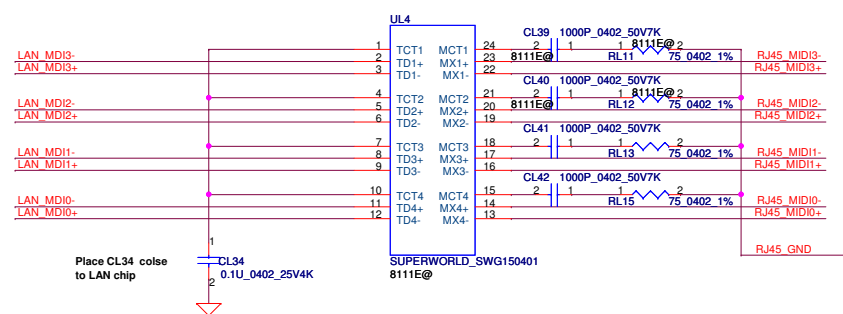 UL4
CL39 1000P_0402_50V7K
1 TCT1 MCT1 24 2 1 1 8111E@ 2
LAN_MDI3- 2 TD1+ MX1+ 23 8111E@ RL11 75_0402_1% RJ45_MIDI3-
LAN_MDI3+ 3 TD1- MX1- 22 RJ45_MIDI3+
CL40 1000P_0402_50V7K
4 TCT2 MCT2 21 2 1 1 8111E@ 2
LAN_MDI2- 5 TD2+ MX2+ 20 8111E@ RL12 75_0402_1% RJ45_MIDI2-
LAN_MDI2+ 6 TD2- MX2- 19 RJ45_MIDI2+
CL41 1000P_0402_50V7K
7 TCT3 MCT3 18 2 1 1 2
LAN_MDI1- 8 TD3+ MX3+ 17 RL13 75_0402_1% RJ45_MIDI1-
LAN_MDI1+ 9 TD3- MX3- 16 RJ45_MIDI1+
CL42 1000P_0402_50V7K
10 TCT4 MCT4 15 2 1 1 2
LAN_MDI0- 11 TD4+ MX4+ 14 RL15 75_0402_1% RJ45_MIDI0-
LAN_MDI0+ 12 TD4- MX4- 13 RJ45_MIDI0+
1
RJ45_GND
Place CL34 colse
to LAN chip
CL34
0.1U_0402_25V4K
2
SUPERWORLD_SWG150401
8111E@